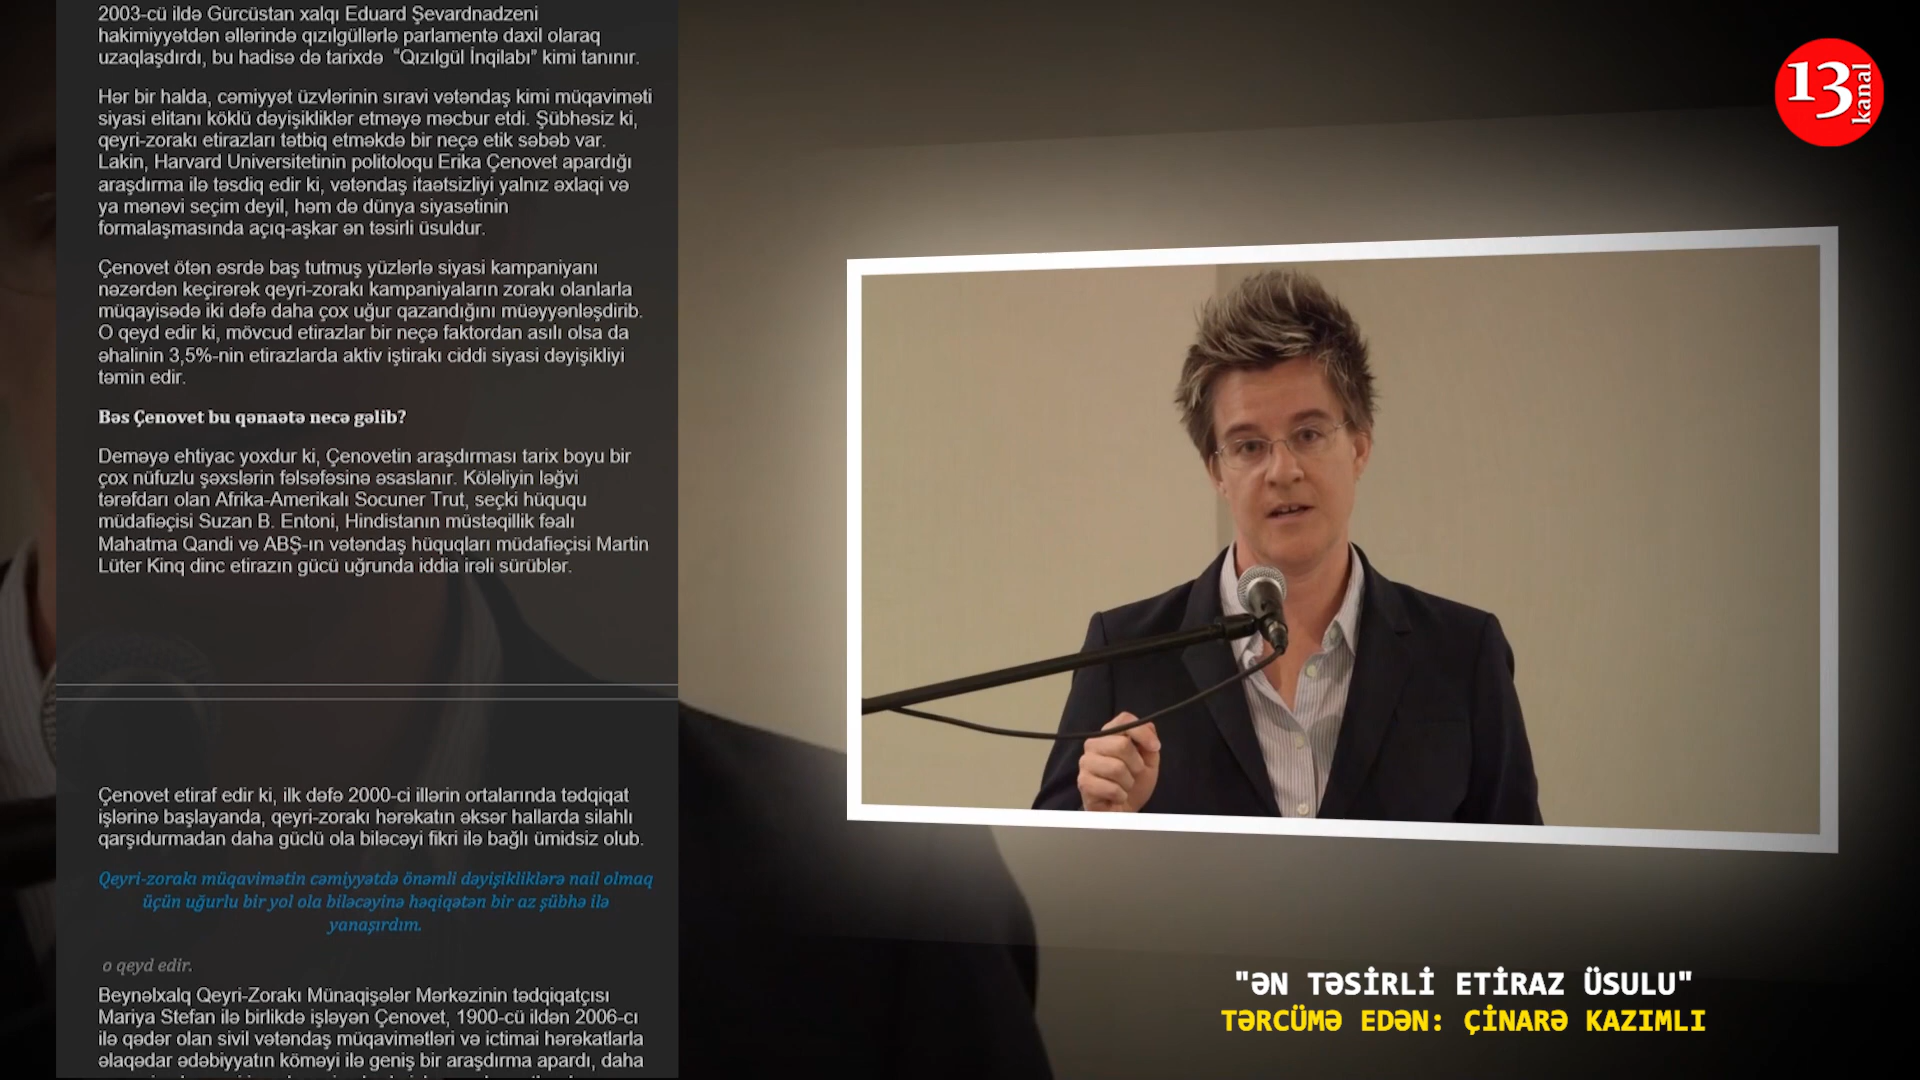 2003-cü ildə Gürcüstan xalqı Eduard Şevardnadzeni
hakimiyyətdən əllərində qızılgüllərlə parlamentə daxil olaraq
uzaqlaşdırdı, bu hadisə də tarixdə “Qızılgül İnqilabı” kimi tanınır.
Hər bir halda, cəmiyyət üzvlərinin sıravi vətəndaş kimi müqaviməti
siyasi elitanı köklü dəyişikliklər etməyə məcbur etdi. Şübhəsiz ki,
qeyri-zorakı etirazları tətbiq etməkdə bir neçə etik səbəb var.
Lakin, Harvard Universitetinin politoloqu Erika Çenovet apardığı
araşdırma ilə təsdiq edir ki, vətəndaş itaətsizliyi yalnız əxlaqi və
ya mənəvi seçim deyil, həm də dünya siyasətinin
formalaşmasında açıq-aşkar ən təsirli üsuldur.
Çenovet ötən əsrdə baş tutmuş yüzlərlə siyasi kampaniyanı
nəzərdən keçirərək qeyri-zorakı kampaniyaların zorakı olanlarla
müqayisədə iki dəfə daha çox uğur qazandığını müəyyənləşdirib.
O qeyd edir ki, mövcud etirazlar bir neçə faktordan asılı olsa da
əhalinin 3,5%-nin etirazlarda aktiv iştirakı ciddi siyasi dəyişikliyi
təmin edir.
Bəs Çenovet bu qənaətə necə gəlib?
Deməyə ehtiyac yoxdur ki, Çenovetin araşdırması tarix boyu bir
çox nüfuzlu şəxslərin fəlsəfəsinə əsaslanır. Köləliyin ləğvi
tərəfdarı olan Afrika-Amerikalı Socuner Trut, seçki hüququ
müdafiəçisi Suzan B. Entoni, Hindistanın müstəqillik fəalı
Mahatma Qandi və ABŞ-ın vətəndaş hüquqları müdafiəçisi Martin
Lüter Kinq dinc etirazın gücü uğrunda iddia irəli sürüblər.
Çenovet etiraf edir ki, ilk dəfə 2000-ci illərin ortalarında tədqiqat
işlərinə başlayanda, qeyri-zorakı hərəkatın əksər hallarda silahlı
qarşıdurmadan daha güclü ola biləcəyi fikri ilə bağlı ümidsiz olub.
Qeyri-zorakı müqavimətin cəmiyyətdə önəmli dəyişikliklərə nail olmaq
üçün uğurlu bir yol ola biləcəyinə həqiqətən bir az şübhə ilə
yanaşırdım.
o qeyd edir.
Beynəlxalq Qeyri-Zorakı Münaqişələr Mərkəzinin tədqiqatçısı
Mariya Stefan ilə birlikdə işləyən Çenovet, 1900-cü ildən 2006-cı
ilə qədər olan sivil vətəndaş müqavimətləri və ictimai hərəkatlarla
əlaqədar ədəbiyyatın köməyi ilə geniş bir araşdırma apardı, daha
13 kanal
"ƏN TƏSİRLİ ETİRAZ ÜSULU"
TƏRCÜMƏ EDƏN: ÇİNARƏ KAZIMLI